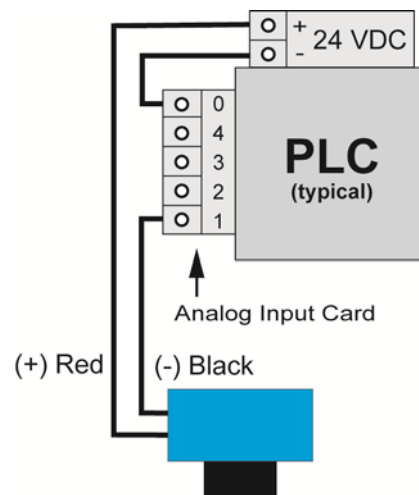 + 24 VDC
-
0
4
3
2
1
PLC
(typical)
Analog Input Card
(+) Red
(-) Black